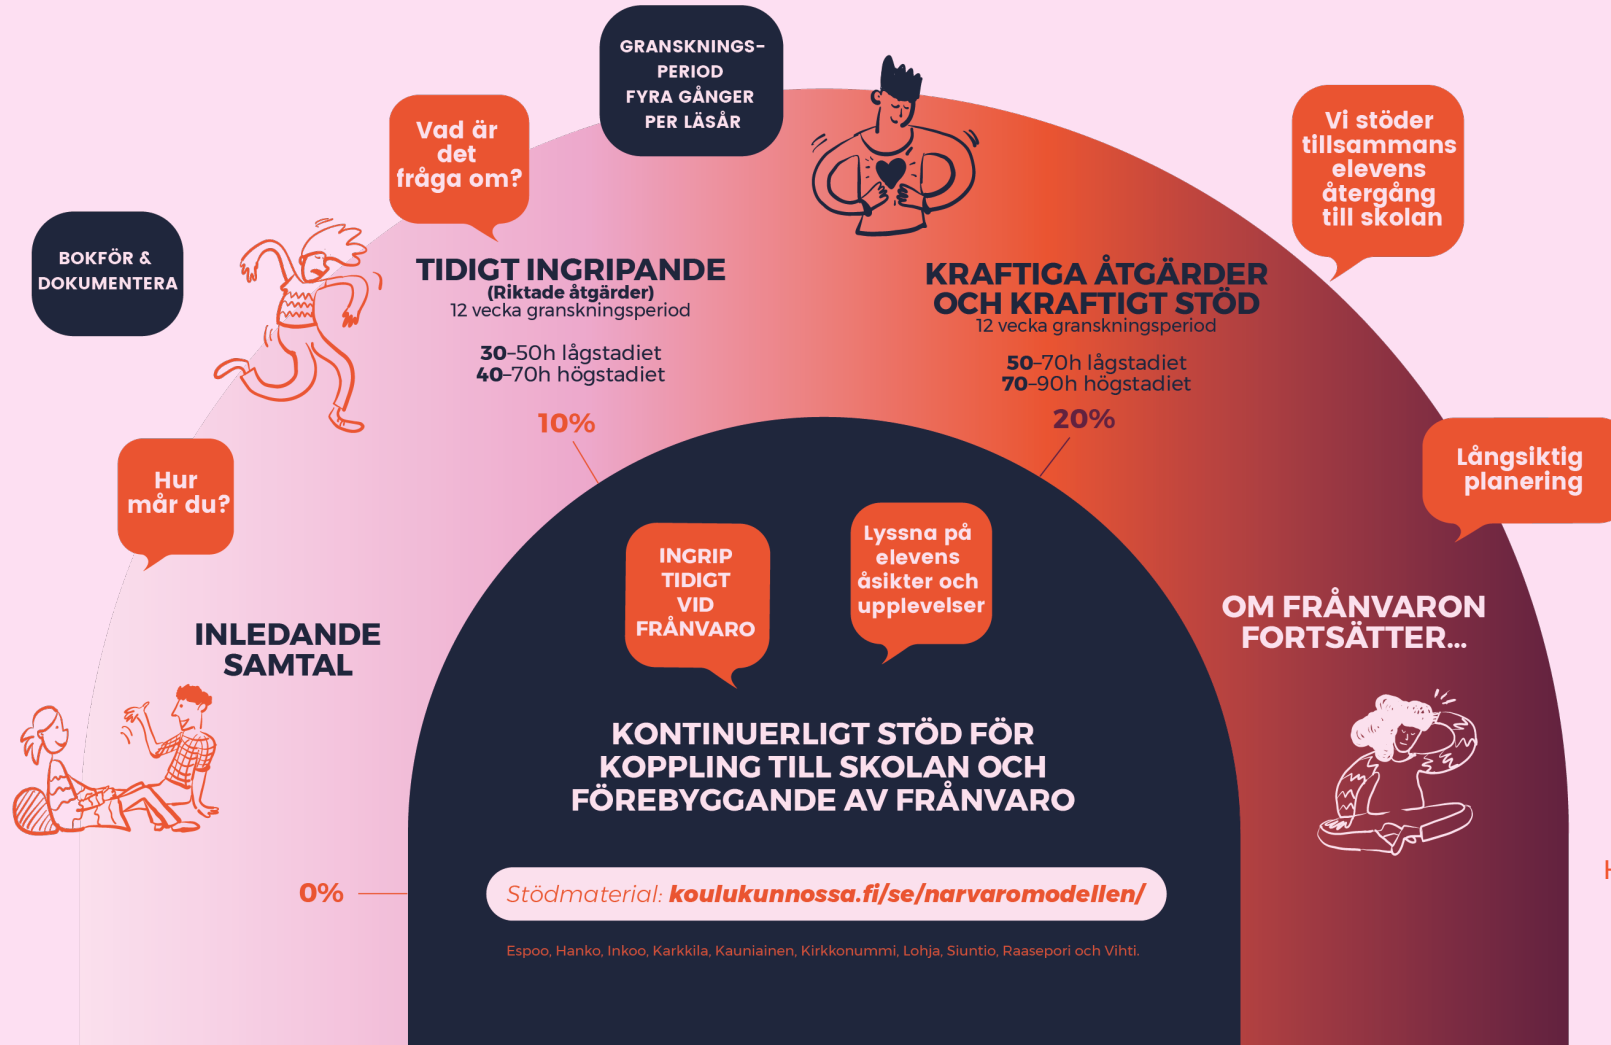 GRANSKNINGS-
PERIOD
FYRA GÅNGER
PER LÄSÅR
Vad är
det
fråga om?
Vi stöder
tillsammans
elevens
återgång
till skolan
BOKFÖR &
DOKUMENTERA
TIDIGT INGRIPANDE
(Riktade åtgärder)
12 vecka granskningsperiod
30–50h lågstadiet
40–70h högstadiet
10%
KRAFTIGA ÅTGÄRDER
OCH KRAFTIGT STÖD
12 vecka granskningsperiod
50–70h lågstadiet
70–90h högstadiet
20%
Hur
mår du?
Långsiktig
planering
INGRIP
TIDIGT
VID
FRÅNVARO
Lyssna på
elevens
åsikter och
upplevelser
INLEDANDE
SAMTAL
OM FRÅNVARON
FORTSÄTTER...
KONTINUERLIGT STÖD FÖR
KOPPLING TILL SKOLAN OCH
FÖREBYGGANDE AV FRÅNVARO
0%
Stödmaterial: koulukunnossa.fi/se/narvaromodellen/
Espoo, Hanko, Inkoo, Karkkila, Kauniainen, Kirkkonummi, Lohja, Siuntio, Raasepori och Vihti.